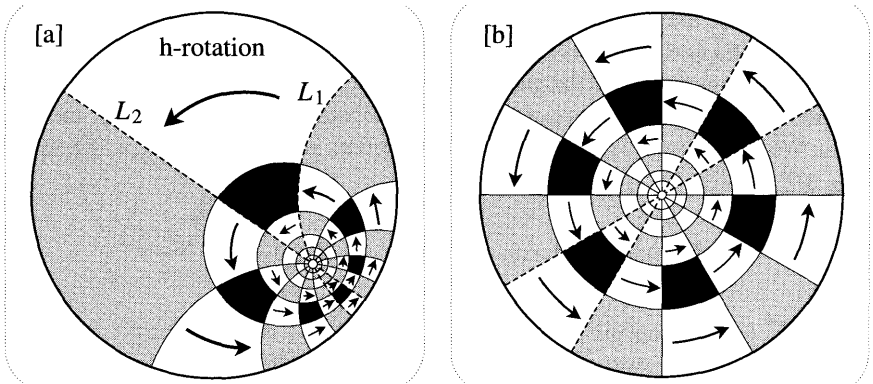 [a]
h-rotation
L₁
L₂
[b]